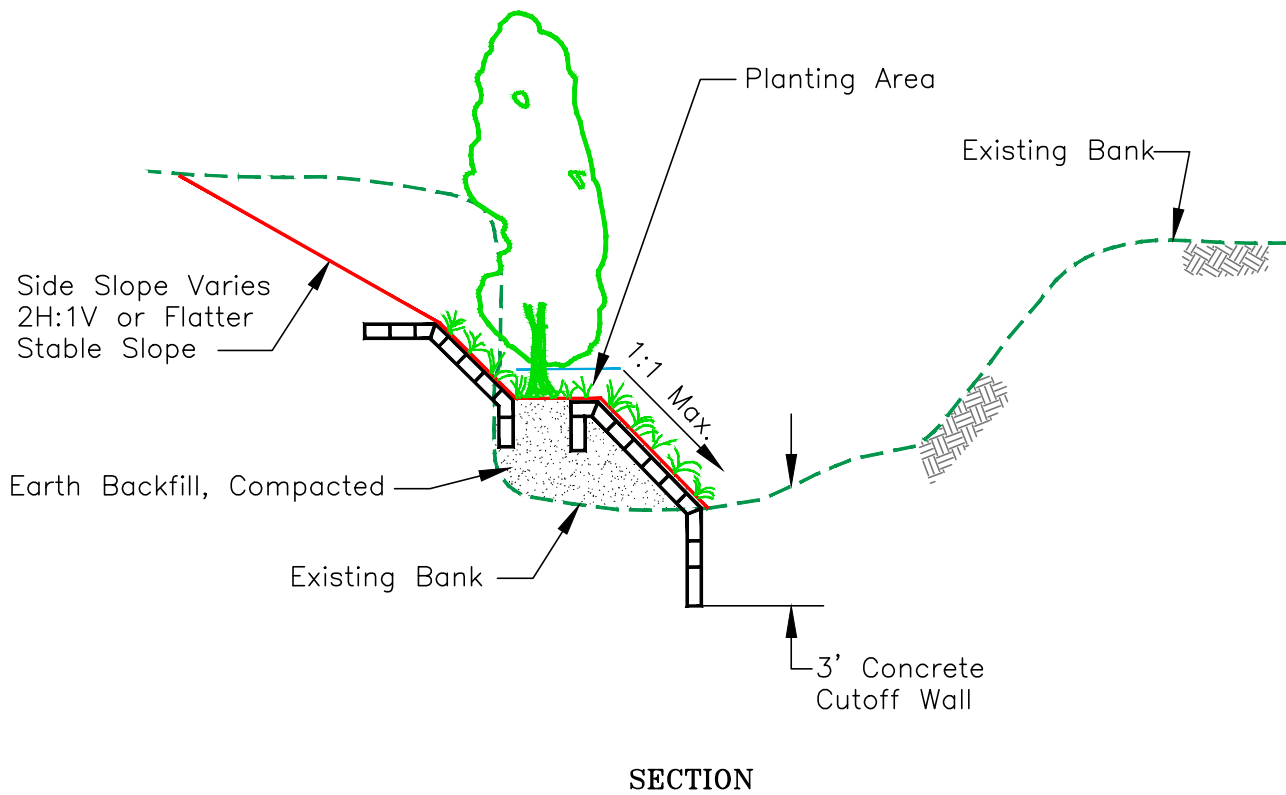 Planting Area
Existing Bank
Side Slope Varies
2H:1V or Flatter
Stable Slope
1:1 Max.
Earth Backfill, Compacted
Existing Bank
3' Concrete
Cutoff Wall
SECTION